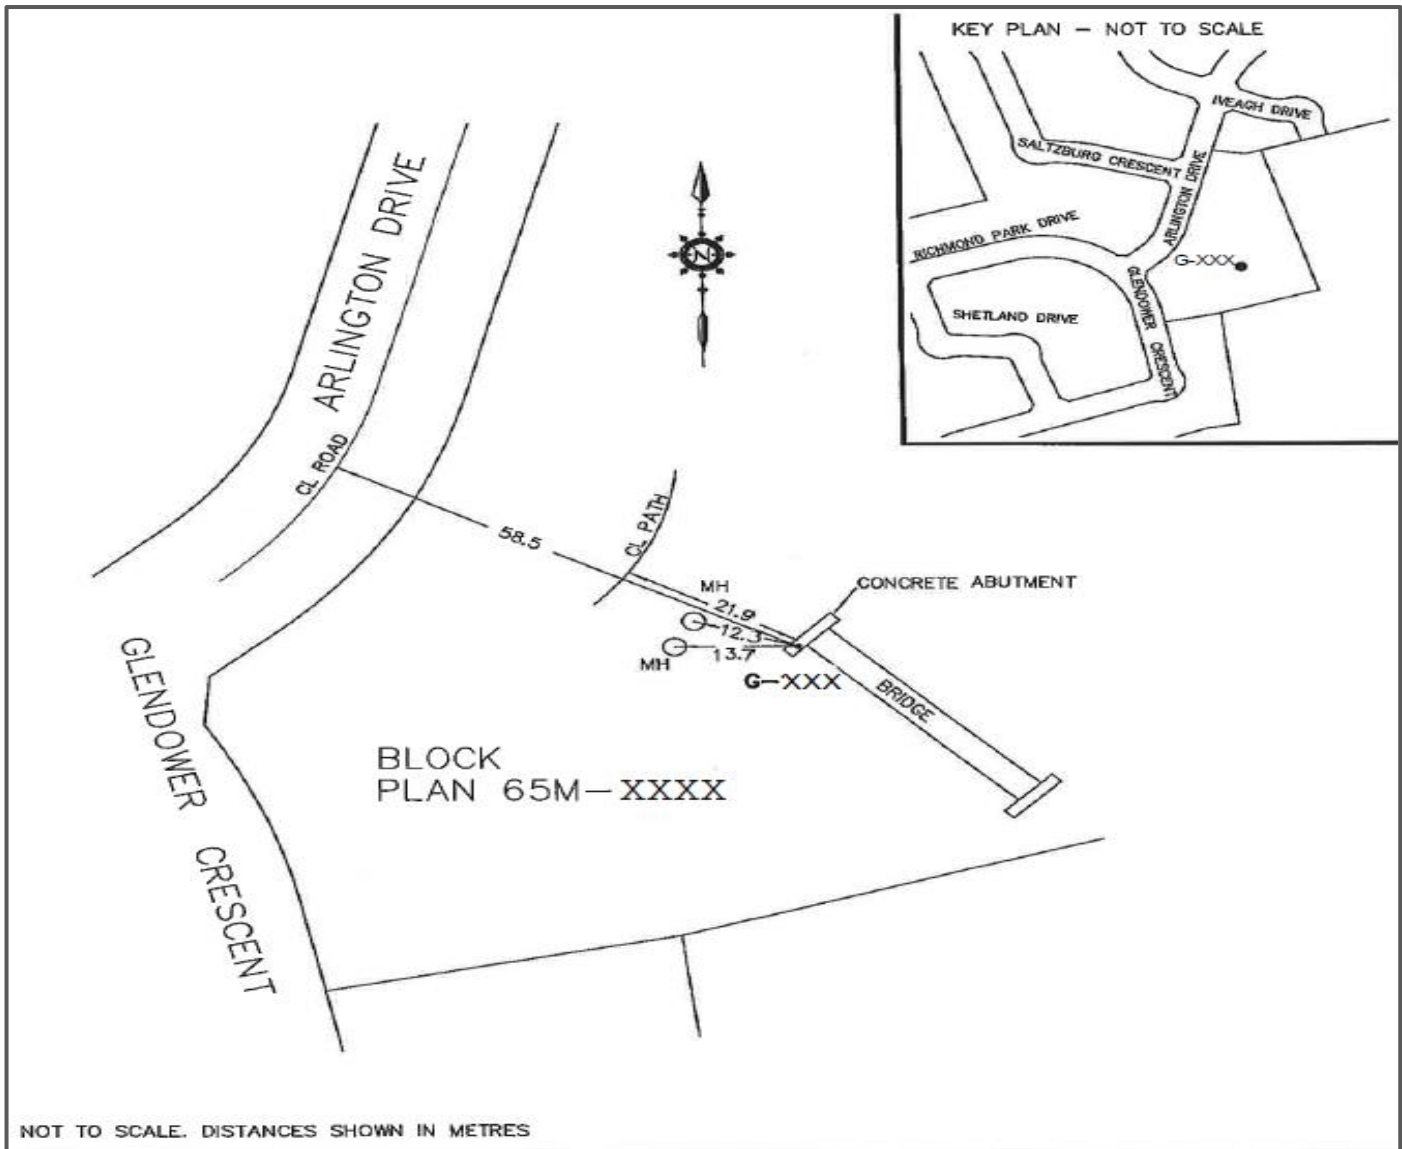 KEY PLAN – NOT TO SCALE
IVEAGH DRIVE
SALTZBURG CRESCENT
ARLINGTON DRIVE
RICHMOND PARK DRIVE
G-XXX
GLENDOWER CRESCENT
SHETLAND DRIVE
ARLINGTON DRIVE
CL ROAD
N
58.5
CL PATH
MH
21.9
12.3
13.7
MH
CONCRETE ABUTMENT
G–XXX
BRIDGE
GLENDOWER CRESCENT
BLOCK
PLAN 65M–XXXX
NOT TO SCALE. DISTANCES SHOWN IN METRES